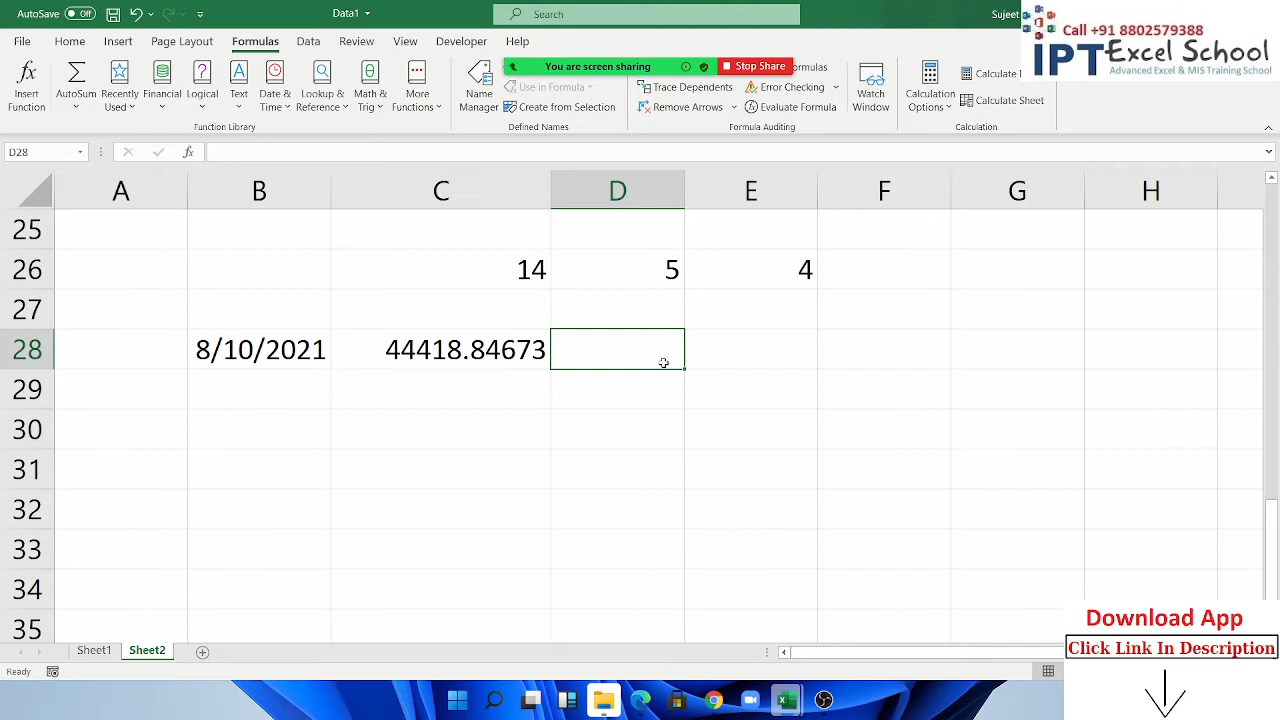 AutoSave Off Data1 Search Sujeet
Call +91 8802579388
IPT Excel School
Advanced Excel & MIS Training School
File Home Insert Page Layout Formulas Data View Developer Help
You are screen sharing Stop Share
Insert Function
AutoSum
Recently Used
Financial
Logical
Text
Date & Time
Lookup & Reference
Math & Trig
More Functions
Function Library
Name Manager
Use in Formula
Create from Selection
Defined Names
Trace Dependents
Remove Arrows
Error Checking
Evaluate Formula
Formula Auditing
Watch Window
Calculation Options
Calculate Sheet
Calculation
D28 fx
A B C D E F G H
25
26 14 5 4
27
28 8/10/2021 44418.84673
29
30
31
32
33
34
35
Download App
Click Link In Description
Sheet1 Sheet2
Ready